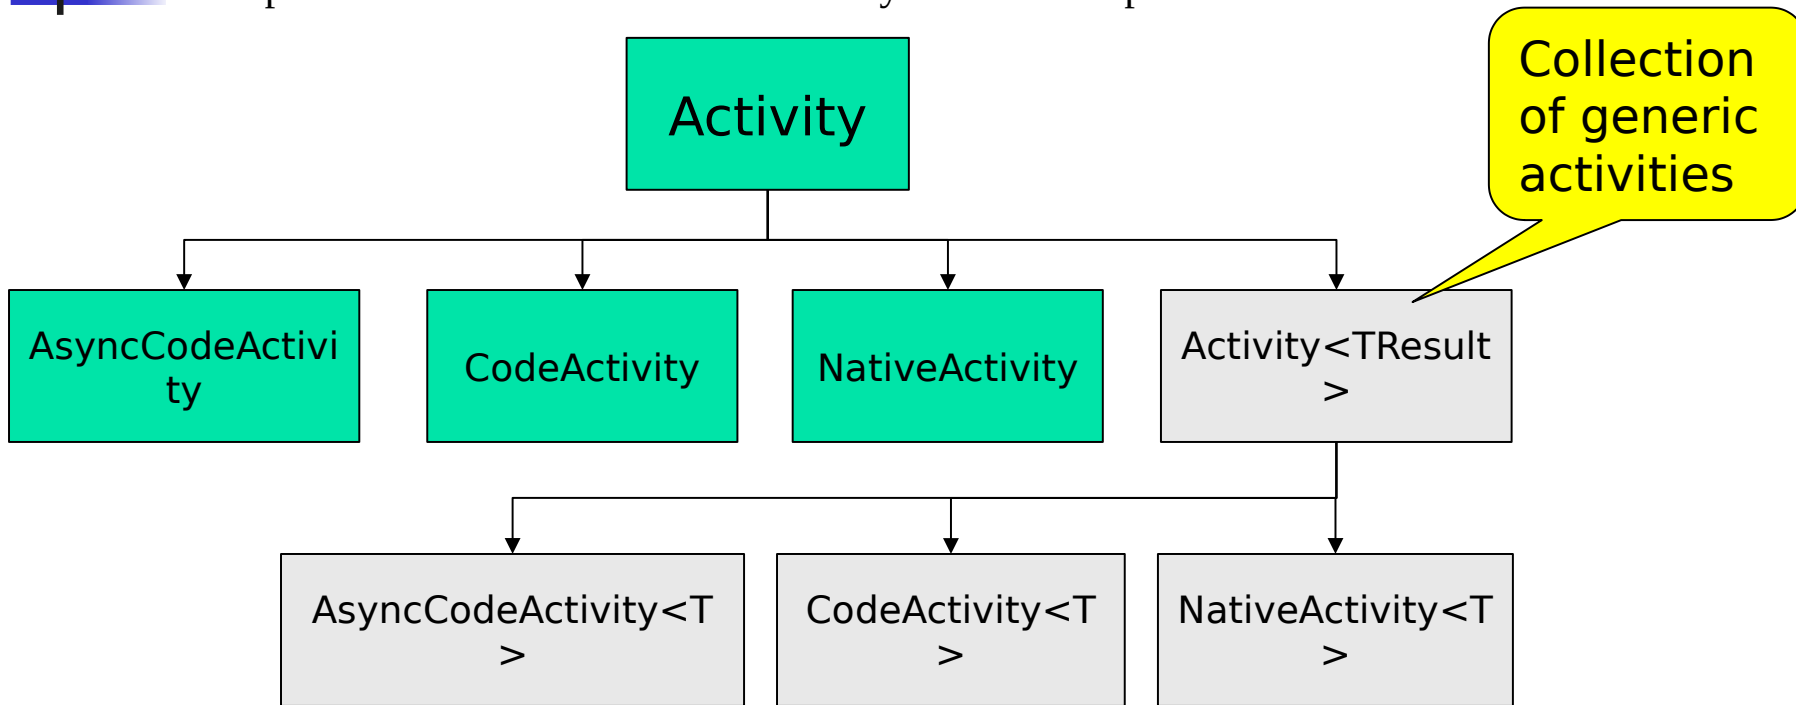 Activity
Collection
of generic
activities
AsyncCodeActivi
ty
CodeActivity
NativeActivity
Activity<TResult
>
AsyncCodeActivity<T
>
CodeActivity<T
>
NativeActivity<T
>